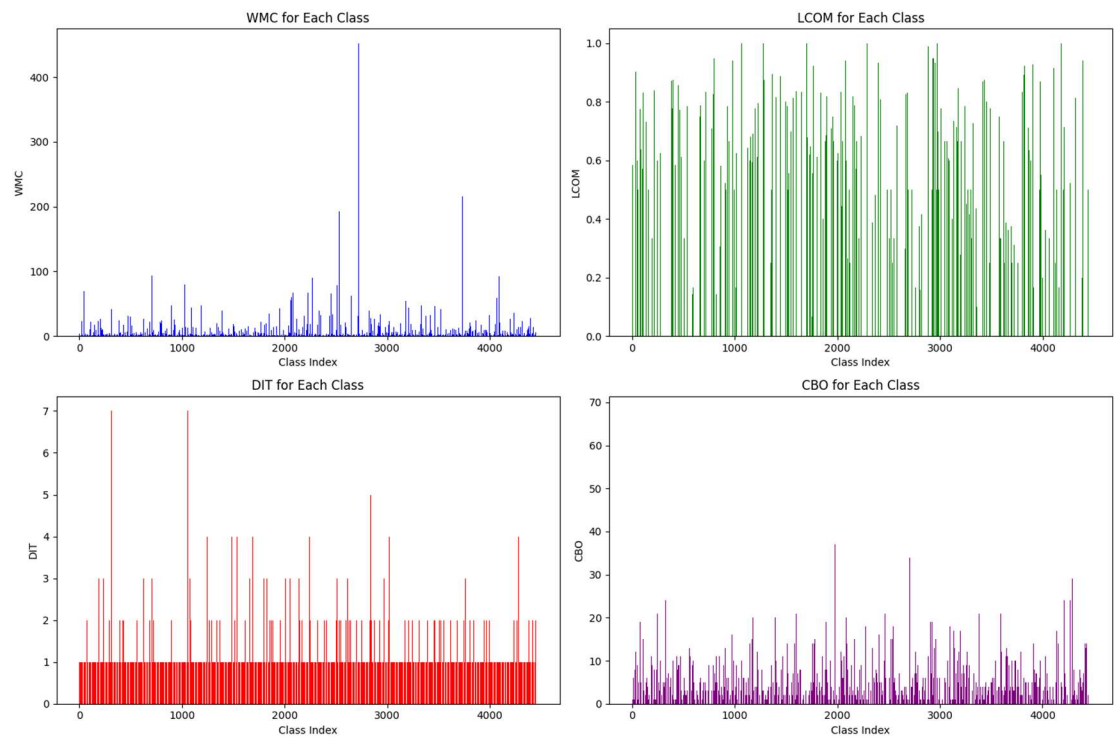 WMC for Each Class
400
300
200
100
0
WMC
0 1000 2000 3000 4000
Class Index
LCOM for Each Class
1.0
0.8
0.6
0.4
0.2
0.0
LCOM
0 1000 2000 3000 4000
Class Index
DIT for Each Class
7
6
5
4
3
2
1
0
DIT
0 1000 2000 3000 4000
Class Index
CBO for Each Class
70
60
50
40
30
20
10
0
CBO
0 1000 2000 3000 4000
Class Index